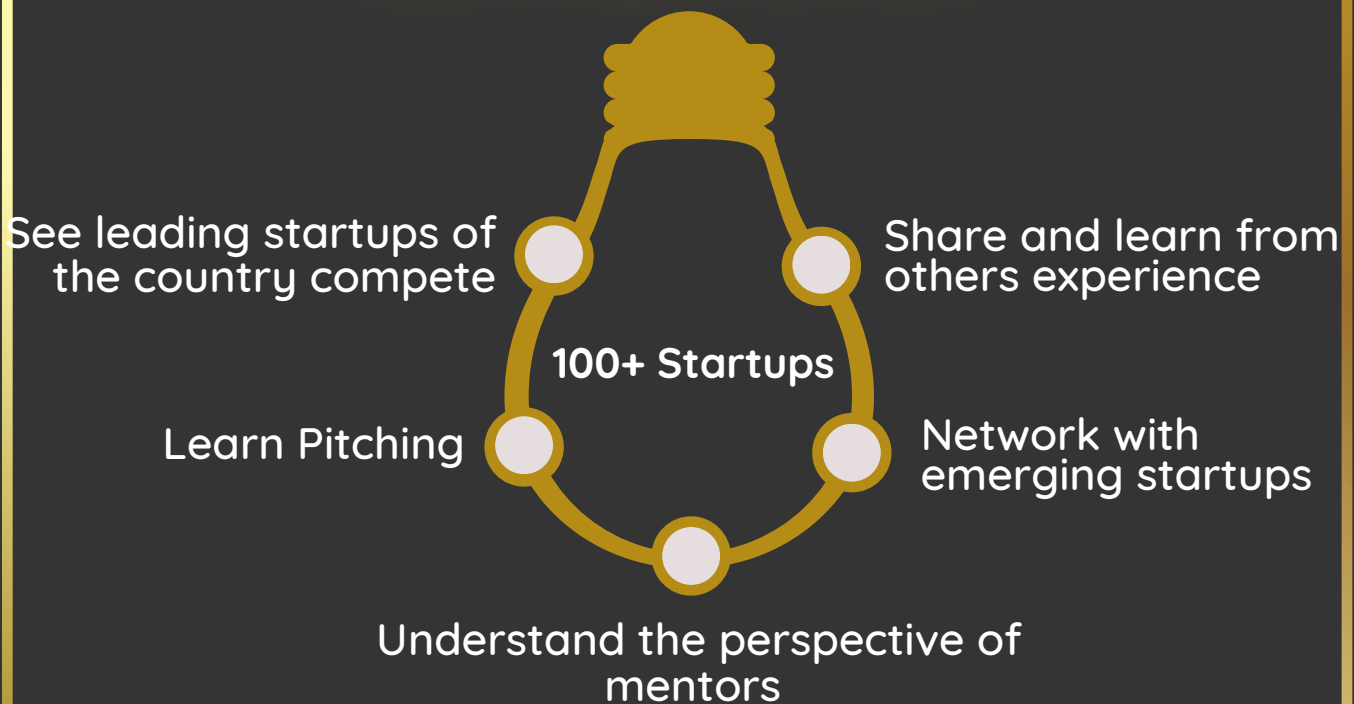 See leading startups of
the country compete
Share and learn from
others experience
100+ Startups
Learn Pitching
Network with
emerging startups
Understand the perspective of
mentors